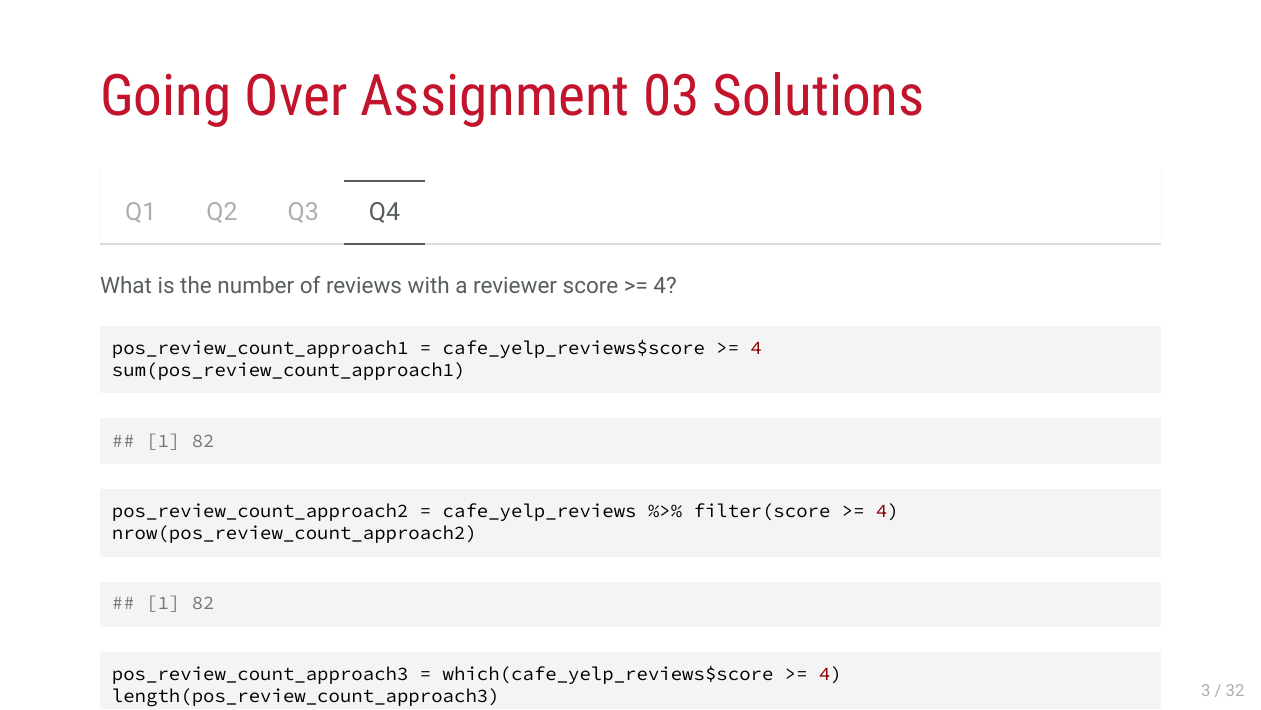 Going Over Assignment 03 Solutions
Q1 Q2 Q3 Q4
What is the number of reviews with a reviewer score >= 4?
pos_review_count_approach1 = cafe_yelp_reviews$score >= 4
sum(pos_review_count_approach1)
## [1] 82
pos_review_count_approach2 = cafe_yelp_reviews %>% filter(score >= 4)
nrow(pos_review_count_approach2)
## [1] 82
pos_review_count_approach3 = which(cafe_yelp_reviews$score >= 4)
length(pos_review_count_approach3)
3 / 32